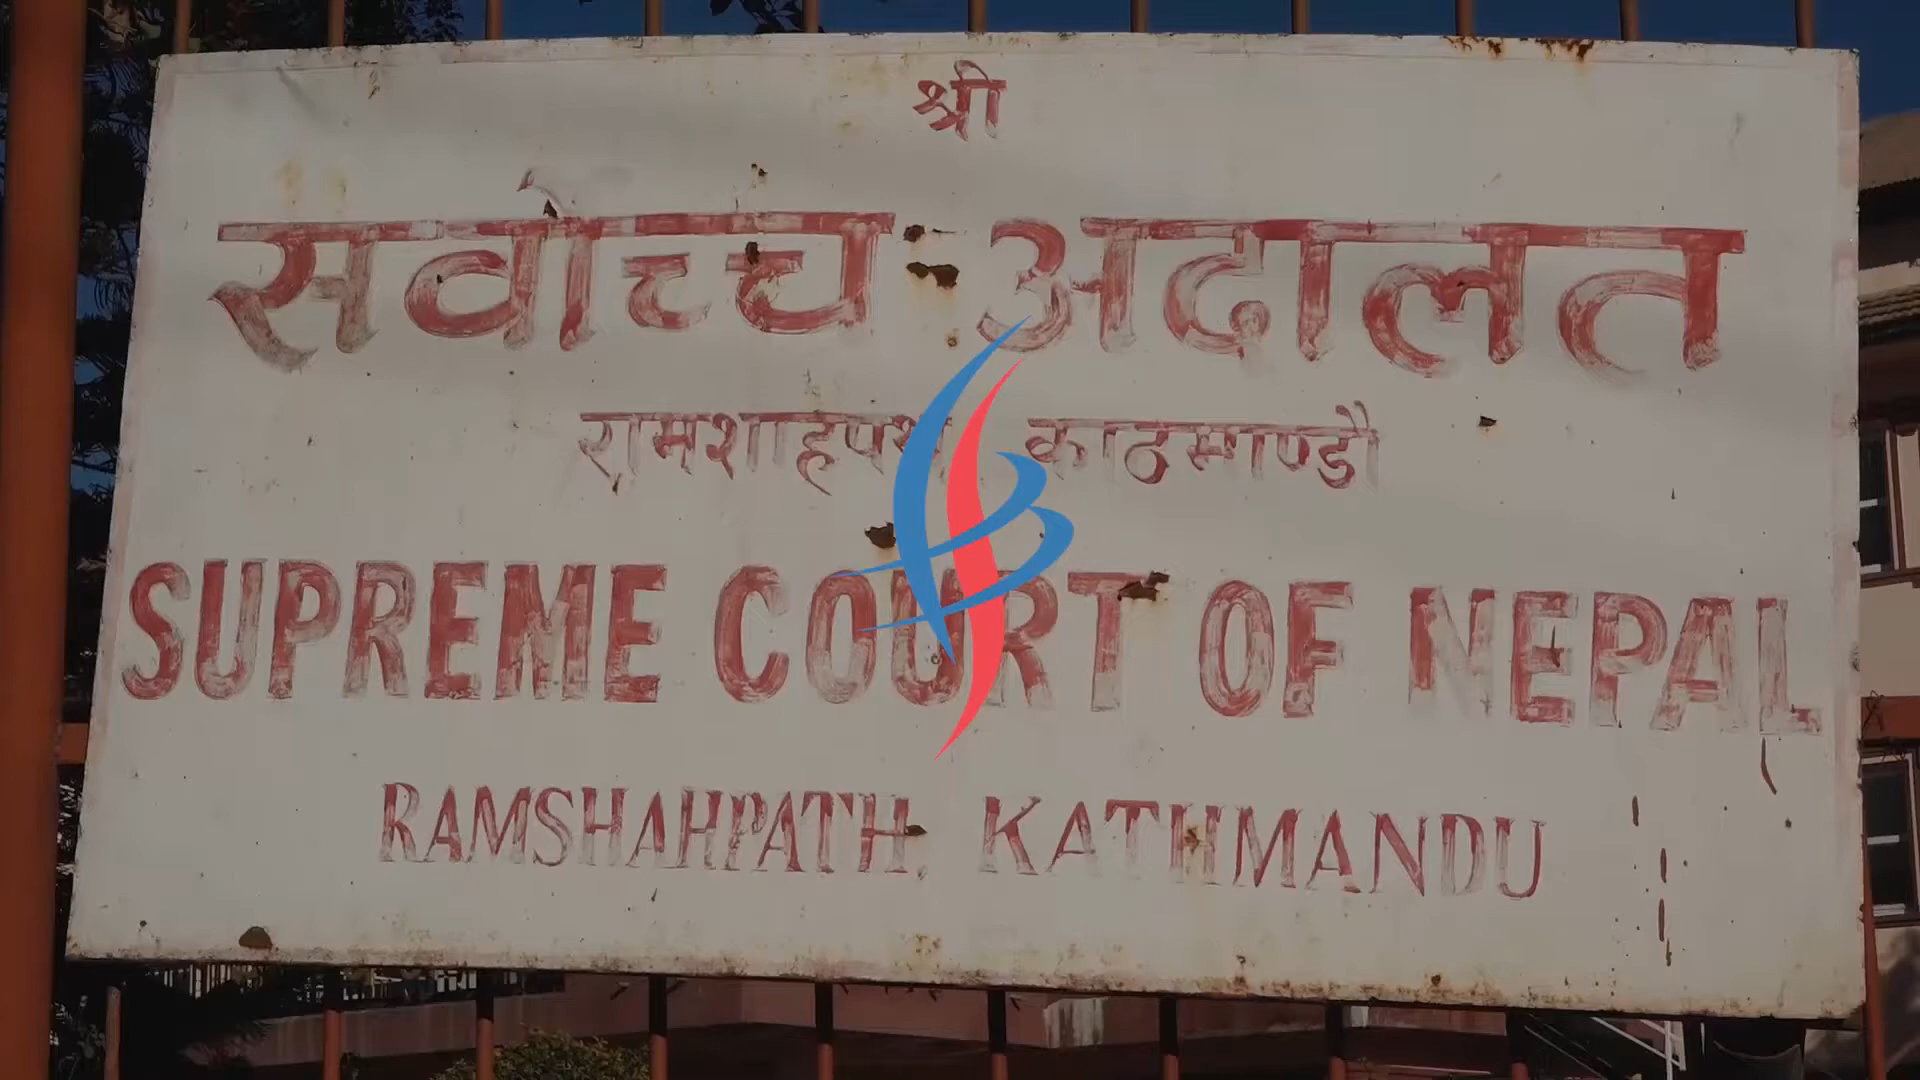 श्री
सर्वोच्च अदालत
रामशाहपथ काठमाण्डौ
SUPREME COURT OF NEPAL
RAMSHAHPATH, KATHMANDU